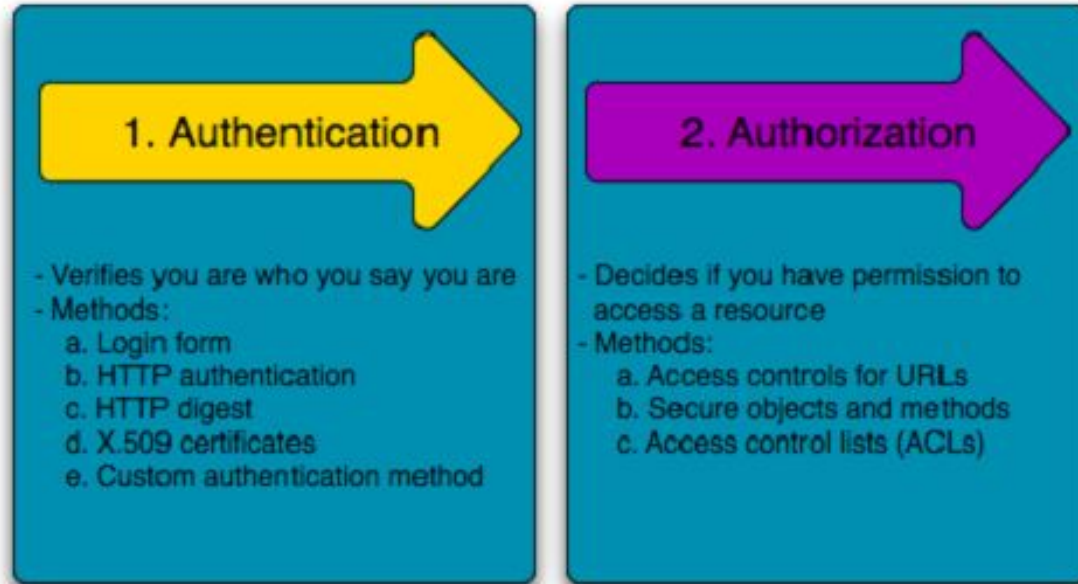 1. Authentication
- Verifies you are who you say you are
- Methods:
a. Login form
b. HTTP authentication
c. HTTP digest
d. X.509 certificates
e. Custom authentication method
2. Authorization
- Decides if you have permission to
access a resource
- Methods:
a. Access controls for URLs
b. Secure objects and methods
c. Access control lists (ACLs)